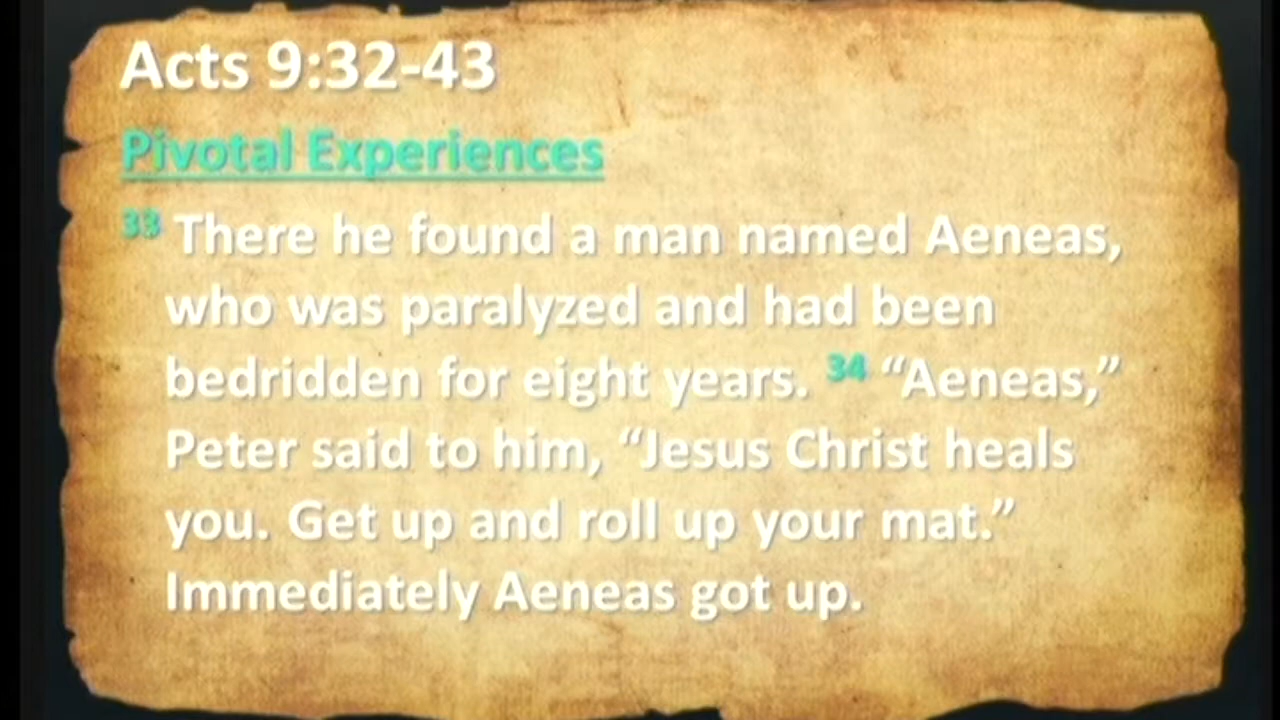 Acts 9:32-43
Pivotal Experiences
33 There he found a man named Aeneas,
who was paralyzed and had been
bedridden for eight years. 34 “Aeneas,”
Peter said to him, “Jesus Christ heals
you. Get up and roll up your mat.”
Immediately Aeneas got up.